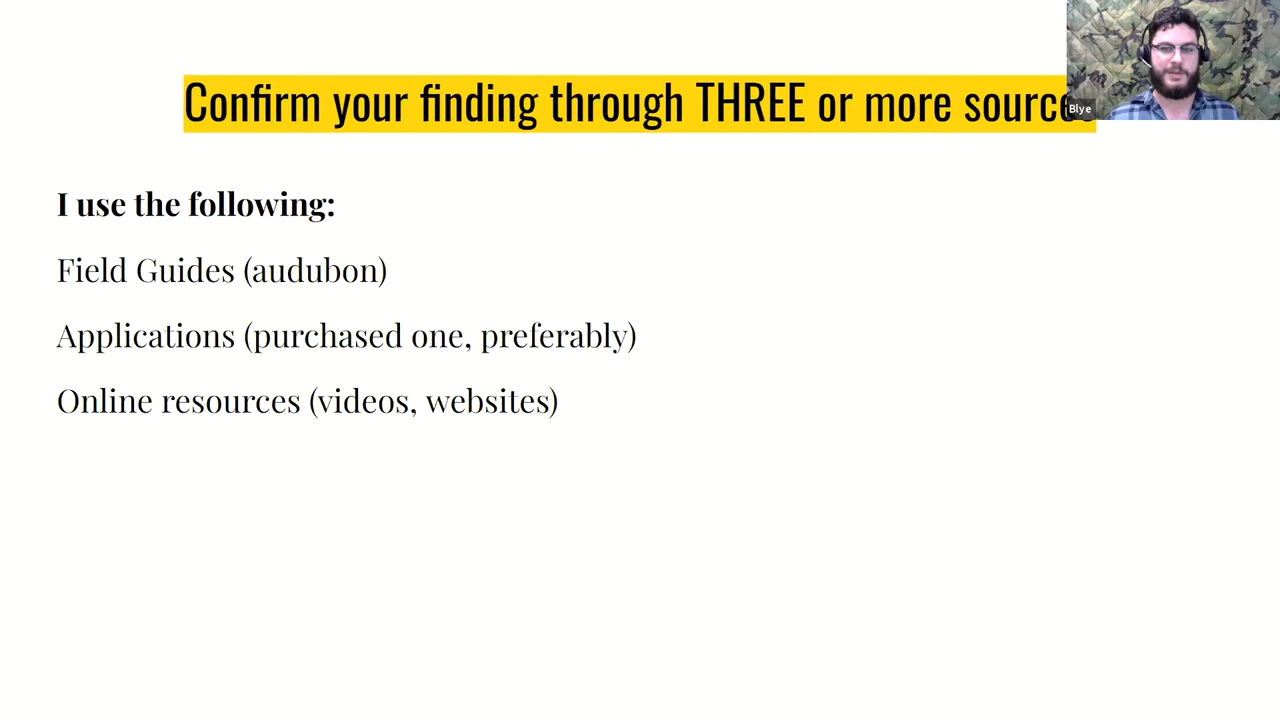 Confirm your finding through THREE or more source
Blye
I use the following:
Field Guides (audubon)
Applications (purchased one, preferably)
Online resources (videos, websites)